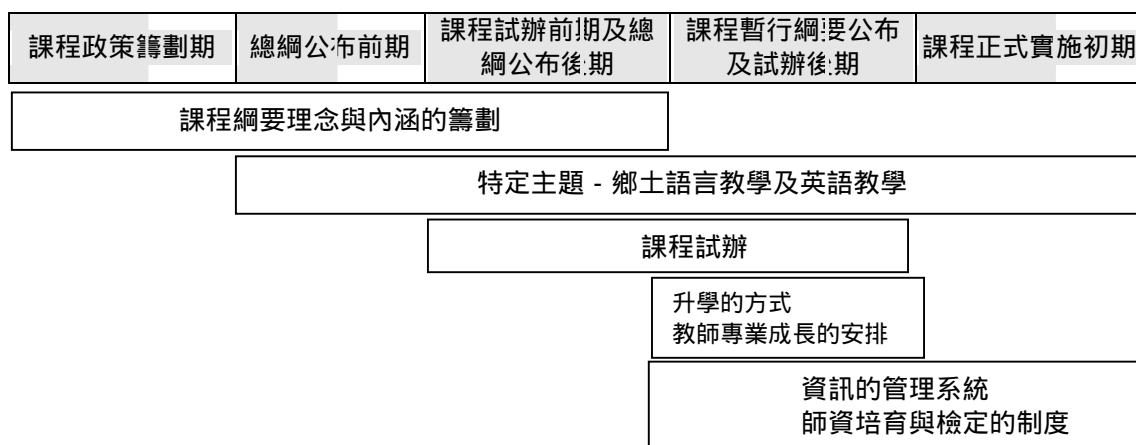 課程政策籌劃期
總綱公布前期
課程試辦前期及總
綱公布後期
課程暫行綱要公布
及試辦後期
課程正式實施初期
課程綱要理念與內涵的籌劃
特定主題 - 鄉土語言教學及英語教學
課程試辦
升學的方式
教師專業成長的安排
資訊的管理系統
師資培育與檢定的制度